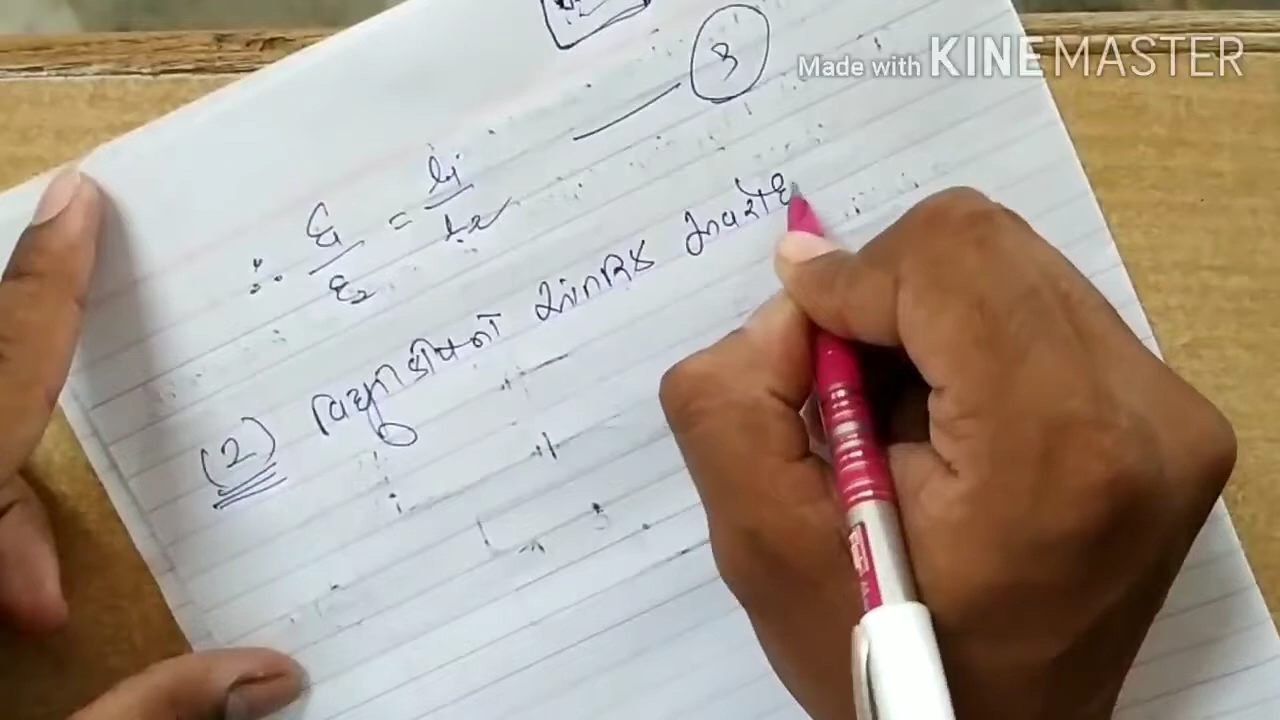 Made with KINEMASTER
3
∴ ε1/ε2 = l1/l2
(2) વિદ્યુતકોષનો આંતરિક અવરોધ